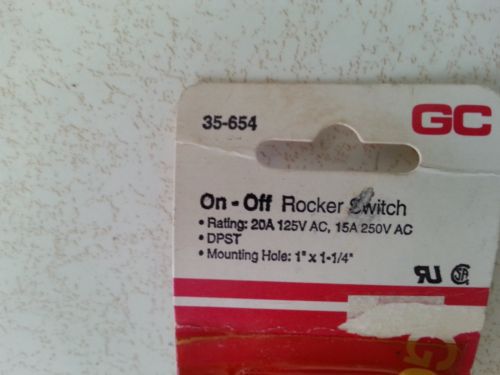 35-654 GC
On - Off Rocker Switch
• Rating: 20A 125V AC, 15A 250V AC
• DPST
• Mounting Hole: 1" x 1-1/4"